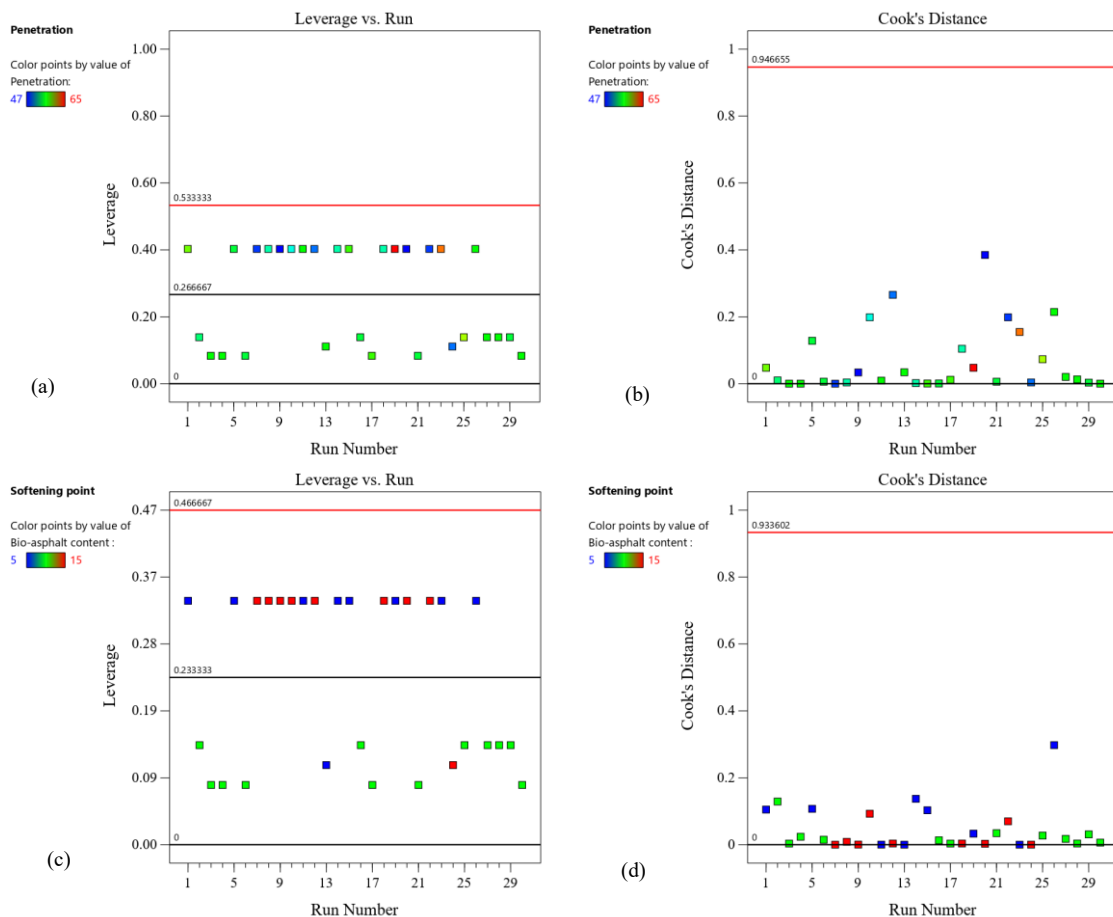 Leverage vs. Run
Penetration
Color points by value of
Penetration:
47 65
1.00
0.80
0.60
0.40
0.20
0.00
0.533333
0.266667
0
Leverage
1 5 9 13 17 21 25 29
Run Number
(a)
Cook's Distance
Penetration
Color points by value of
Penetration:
47 65
1
0.8
0.6
0.4
0.2
0
0.946655
0
Cook's Distance
1 5 9 13 17 21 25 29
Run Number
(b)
Leverage vs. Run
Softening point
Color points by value of
Bio-asphalt content :
5 15
0.47
0.37
0.28
0.19
0.09
0.00
0.466667
0.233333
0
Leverage
1 5 9 13 17 21 25 29
Run Number
(c)
Cook's Distance
Softening point
Color points by value of
Bio-asphalt content :
5 15
1
0.8
0.6
0.4
0.2
0
0.933602
0
Cook's Distance
1 5 9 13 17 21 25 29
Run Number
(d)